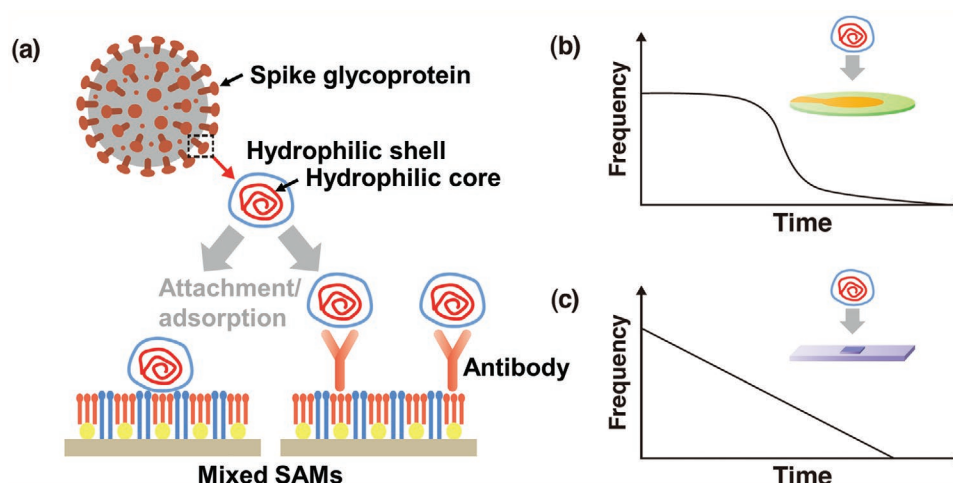 (a)
Spike glycoprotein
Hydrophilic shell
Hydrophilic core
Attachment/
adsorption
Antibody
Mixed SAMs
(b)
Frequency
Time
(c)
Frequency
Time